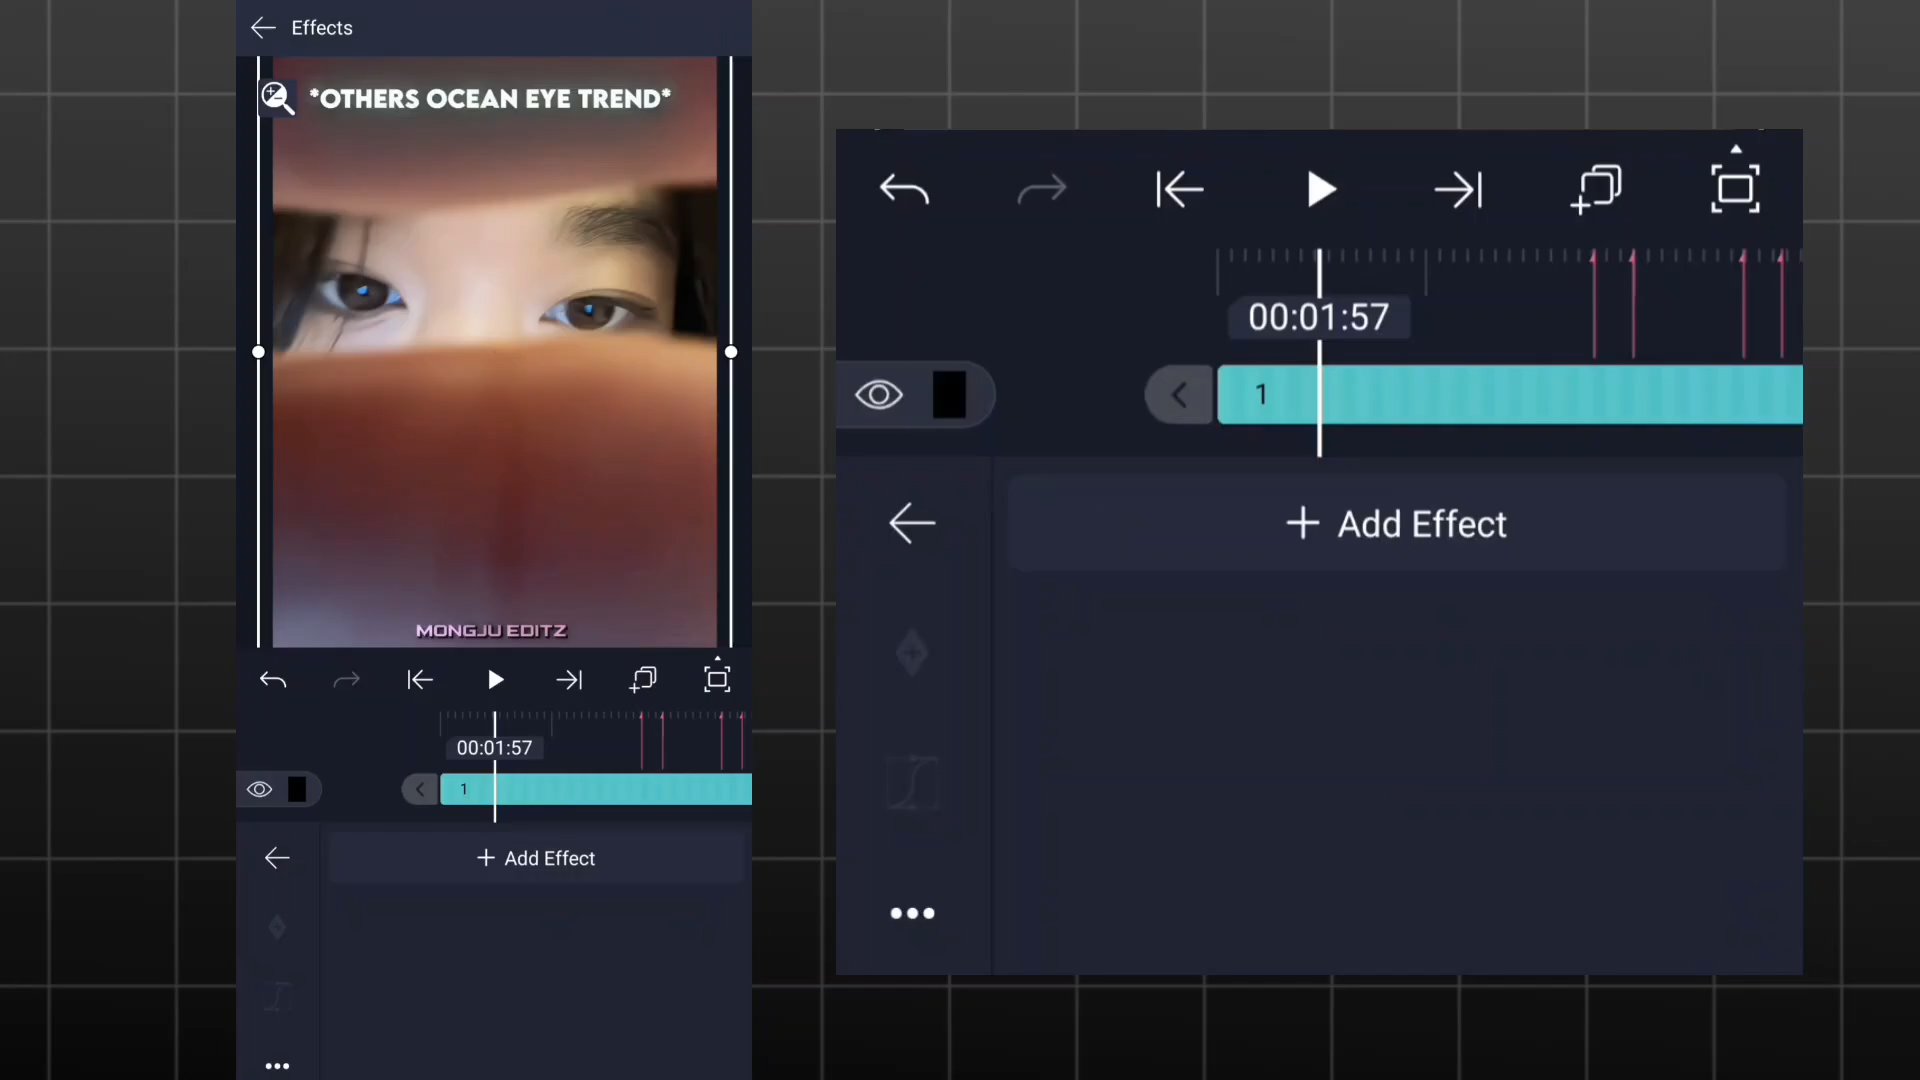 Effects
*OTHERS OCEAN EYE TREND*
MONGJU EDITZ
00:01:57
1
+ Add Effect
00:01:57
1
+ Add Effect